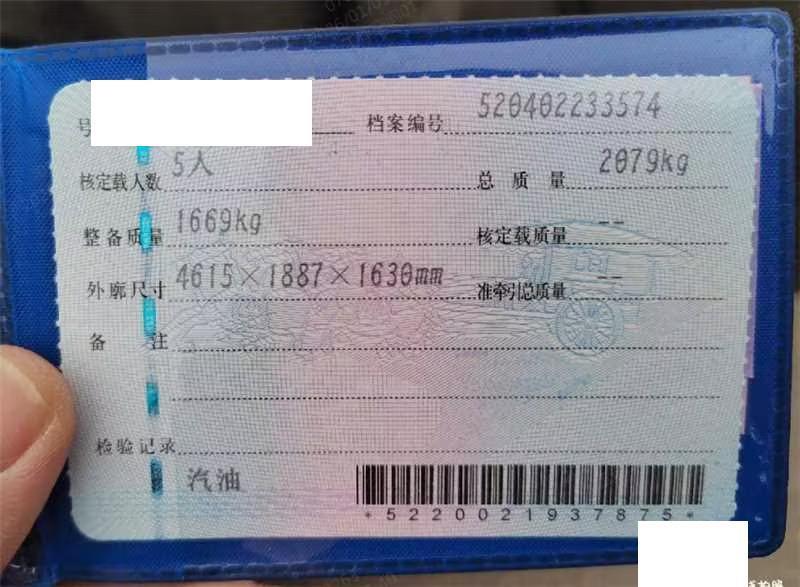 号 档案编号 520402233574
核定载人数 5人 总质量 2079kg
整备质量 1669kg 核定载质量 --
外廓尺寸 4615×1887×1630mm 准牵引总质量 --
备注
检验记录
汽油
*5220021937875*